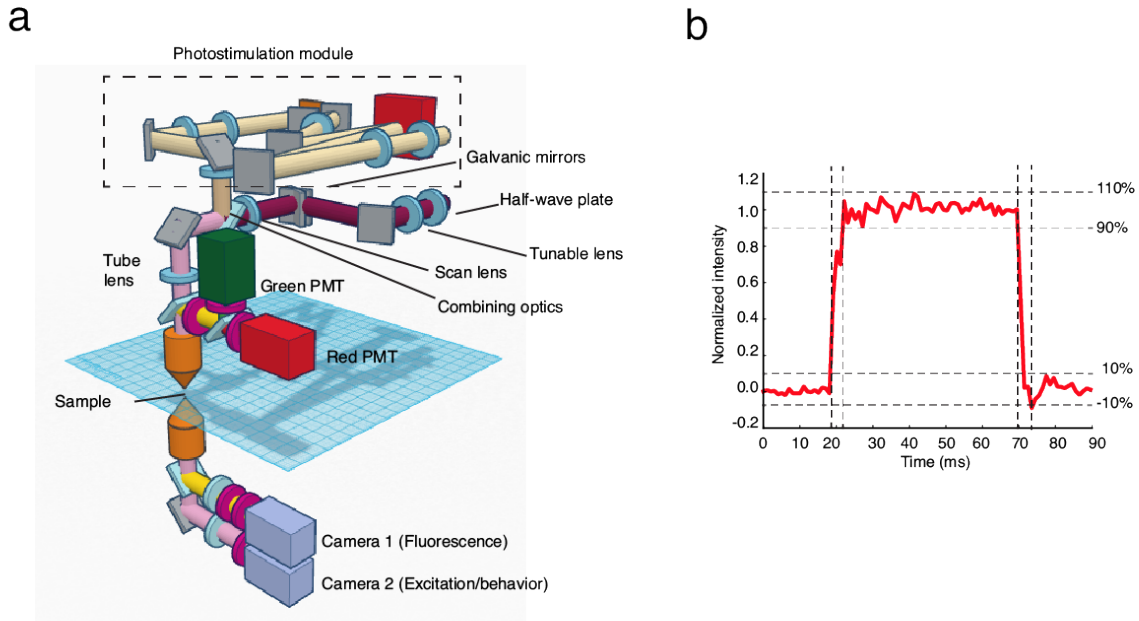 a
Photostimulation module
Galvanic mirrors
Half-wave plate
Tunable lens
Scan lens
Combining optics
Tube
lens
Green PMT
Red PMT
Sample
Camera 1 (Fluorescence)
Camera 2 (Excitation/behavior)
b
Normalized intensity
1.2
1.0
0.8
0.6
0.4
0.2
0.0
-0.2
110%
90%
10%
-10%
0 10 20 30 40 50 60 70 80 90
Time (ms)